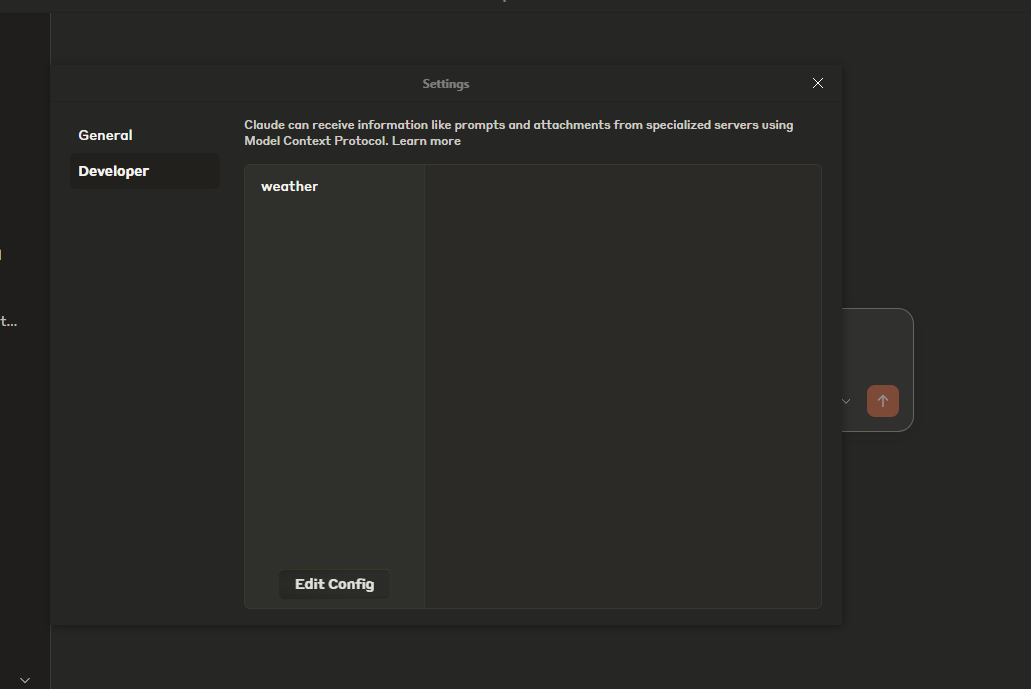 Settings
General
Developer
Claude can receive information like prompts and attachments from specialized servers using
Model Context Protocol. Learn more
weather
t...
Edit Config